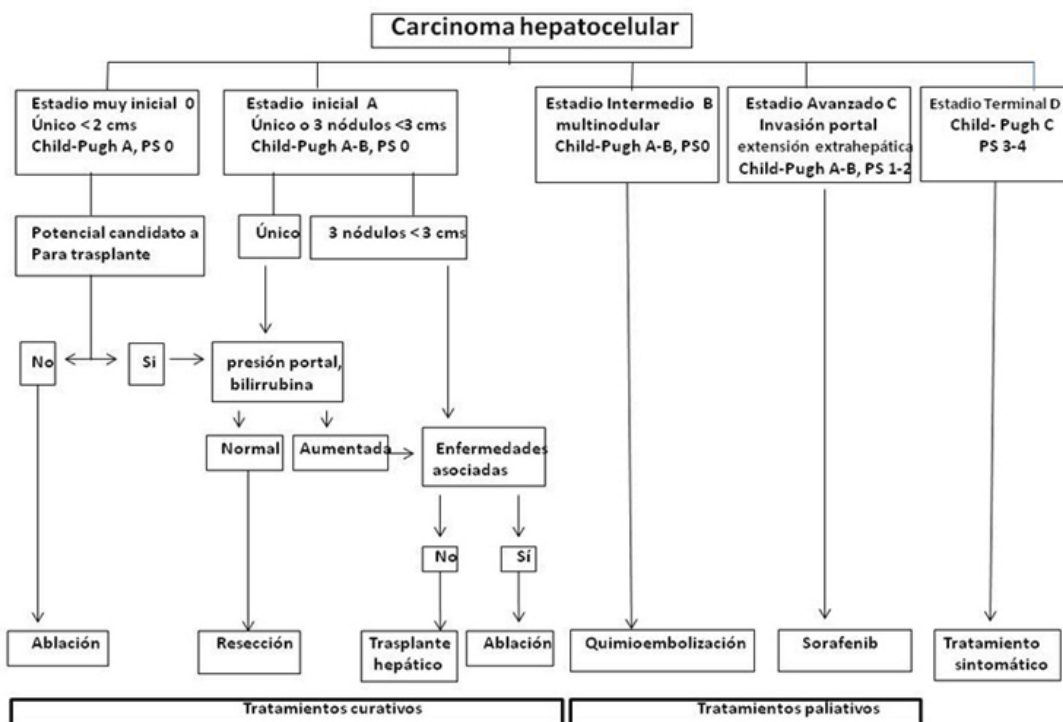 Carcinoma hepatocelular
Estadio muy inicial 0
Único < 2 cms
Child-Pugh A, PS 0
Estadio inicial A
Único o 3 nódulos <3 cms
Child-Pugh A-B, PS 0
Estadio Intermedio B
multinodular
Child-Pugh A-B, PS0
Estadio Avanzado C
Invasión portal
extensión extrahepática
Child-Pugh A-B, PS 1-2
Estadio Terminal D
Child- Pugh C
PS 3-4
Potencial candidato a
Para trasplante
Único
3 nódulos < 3 cms
No
Si
presión portal,
bilirrubina
Normal
Aumentada
Enfermedades
asociadas
No
Sí
Ablación
Resección
Trasplante
hepático
Ablación
Quimioembolización
Sorafenib
Tratamiento
sintomático
Tratamientos curativos
Tratamientos paliativos